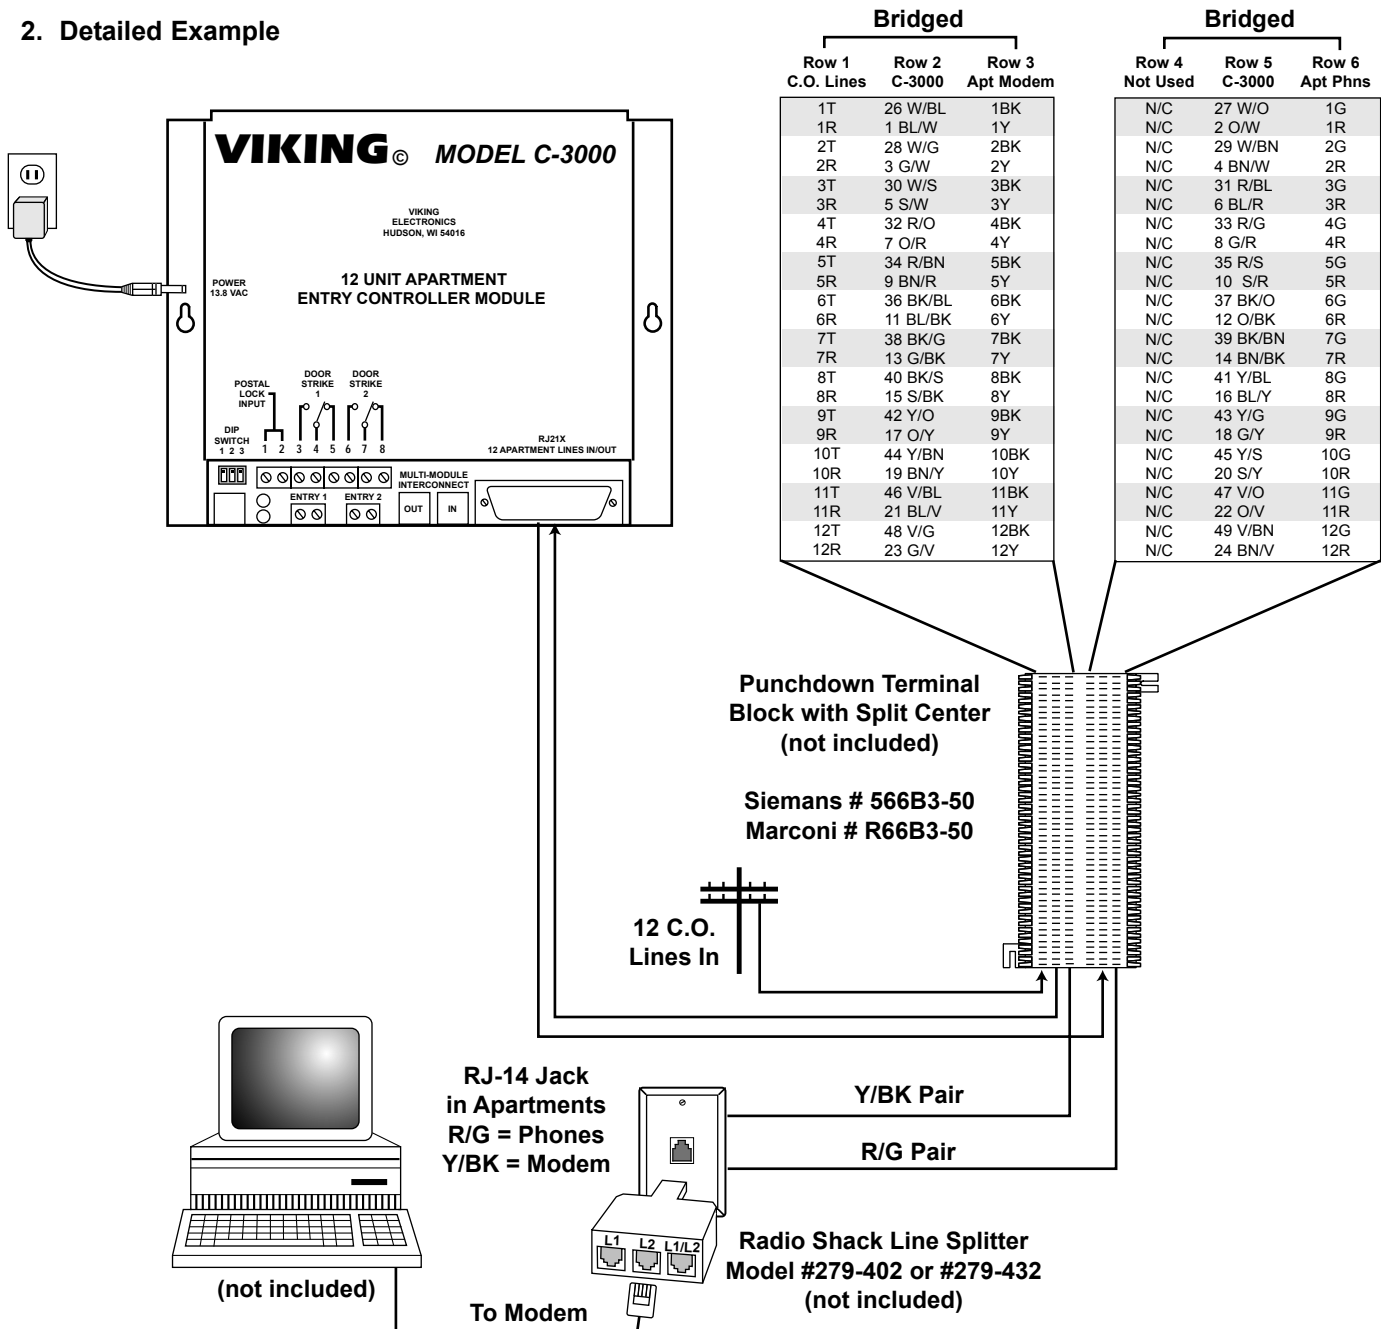 2. Detailed Example
VIKING© MODEL C-3000
VIKING
ELECTRONICS
HUDSON, WI 54016
12 UNIT APARTMENT
ENTRY CONTROLLER MODULE
POWER
13.8 VAC
POSTAL
LOCK
INPUT
DOOR
STRIKE
1
DOOR
STRIKE
2
DIP
SWITCH
1 2 3
1 2 3 4 5 6 7 8
RJ21X
12 APARTMENT LINES IN/OUT
MULTI-MODULE
INTERCONNECT
ENTRY 1
ENTRY 2
OUT
IN
Bridged
Row 1 Row 2 Row 3
C.O. Lines C-3000 Apt Modem
1T 26 W/BL 1BK
1R 1 BL/W 1Y
2T 28 W/G 2BK
2R 3 G/W 2Y
3T 30 W/S 3BK
3R 5 S/W 3Y
4T 32 R/O 4BK
4R 7 O/R 4Y
5T 34 R/BN 5BK
5R 9 BN/R 5Y
6T 36 BK/BL 6BK
6R 11 BL/BK 6Y
7T 38 BK/G 7BK
7R 13 G/BK 7Y
8T 40 BK/S 8BK
8R 15 S/BK 8Y
9T 42 Y/O 9BK
9R 17 O/Y 9Y
10T 44 Y/BN 10BK
10R 19 BN/Y 10Y
11T 46 V/BL 11BK
11R 21 BL/V 11Y
12T 48 V/G 12BK
12R 23 G/V 12Y
Bridged
Row 4 Row 5 Row 6
Not Used C-3000 Apt Phns
N/C 27 W/O 1G
N/C 2 O/W 1R
N/C 29 W/BN 2G
N/C 4 BN/W 2R
N/C 31 R/BL 3G
N/C 6 BL/R 3R
N/C 33 R/G 4G
N/C 8 G/R 4R
N/C 35 R/S 5G
N/C 10 S/R 5R
N/C 37 BK/O 6G
N/C 12 O/BK 6R
N/C 39 BK/BN 7G
N/C 14 BN/BK 7R
N/C 41 Y/BL 8G
N/C 16 BL/Y 8R
N/C 43 Y/G 9G
N/C 18 G/Y 9R
N/C 45 Y/S 10G
N/C 20 S/Y 10R
N/C 47 V/O 11G
N/C 22 O/V 11R
N/C 49 V/BN 12G
N/C 24 BN/V 12R
Punchdown Terminal
Block with Split Center
(not included)
Siemans # 566B3-50
Marconi # R66B3-50
12 C.O.
Lines In
RJ-14 Jack
in Apartments
R/G = Phones
Y/BK = Modem
Y/BK Pair
R/G Pair
L1 L2 L1/L2
Radio Shack Line Splitter
Model #279-402 or #279-432
(not included)
(not included)
To Modem